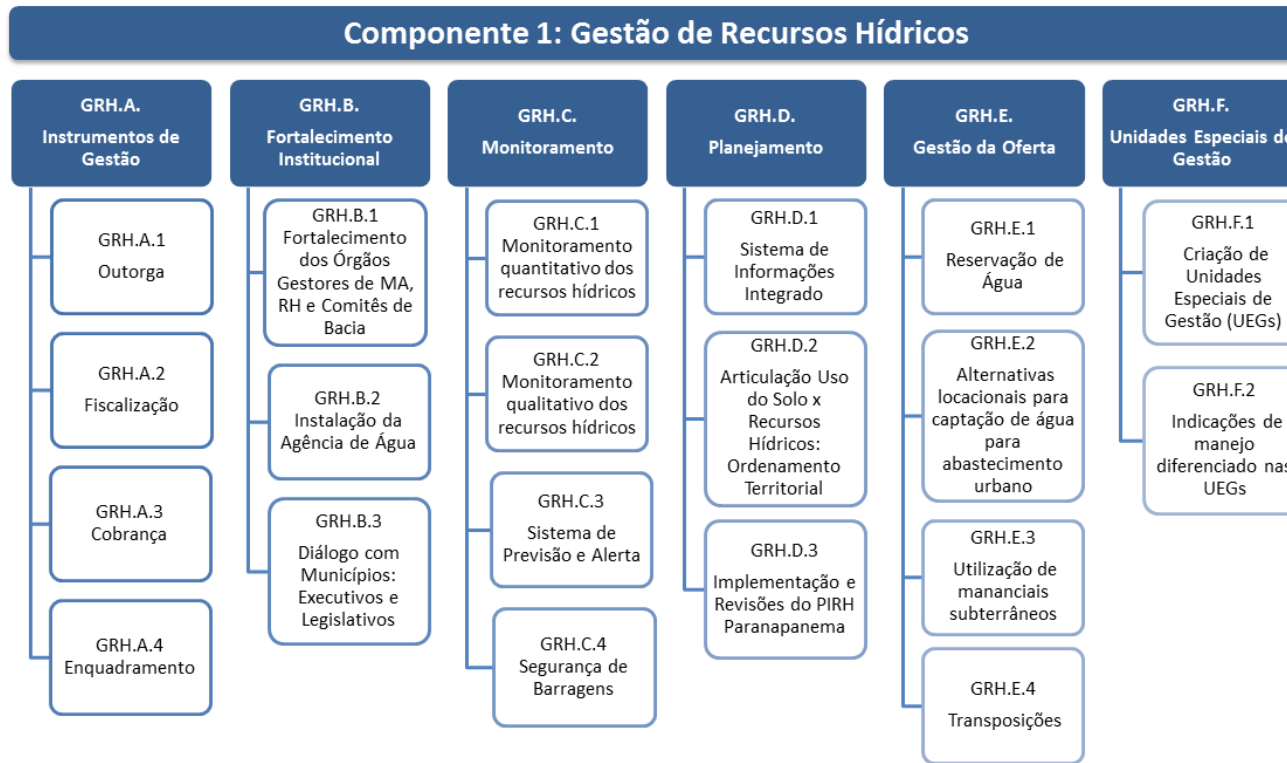 Componente 1: Gestão de Recursos Hídricos
GRH.A.
Instrumentos de
Gestão
GRH.A.1
Outorga
GRH.A.2
Fiscalização
GRH.A.3
Cobrança
GRH.A.4
Enquadramento
GRH.B.
Fortalecimento
Institucional
GRH.B.1
Fortalecimento
dos Órgãos
Gestores de MA,
RH e Comitês de
Bacia
GRH.B.2
Instalação da
Agência de Água
GRH.B.3
Diálogo com
Municípios:
Executivos e
Legislativos
GRH.C.
Monitoramento
GRH.C.1
Monitoramento
quantitativo dos
recursos hídricos
GRH.C.2
Monitoramento
qualitativo dos
recursos hídricos
GRH.C.3
Sistema de
Previsão e Alerta
GRH.C.4
Segurança de
Barragens
GRH.D.
Planejamento
GRH.D.1
Sistema de
Informações
Integrado
GRH.D.2
Articulação Uso
do Solo x
Recursos
Hídricos:
Ordenamento
Territorial
GRH.D.3
Implementação e
Revisões do PIRH
Paranapanema
GRH.E.
Gestão da Oferta
GRH.E.1
Reservação de
Água
GRH.E.2
Alternativas
locacionais para
captação de água
para
abastecimento
urbano
GRH.E.3
Utilização de
mananciais
subterrâneos
GRH.E.4
Transposições
GRH.F.
Unidades Especiais de
Gestão
GRH.F.1
Criação de
Unidades
Especiais de
Gestão (UEGs)
GRH.F.2
Indicações de
manejo
diferenciado nas
UEGs